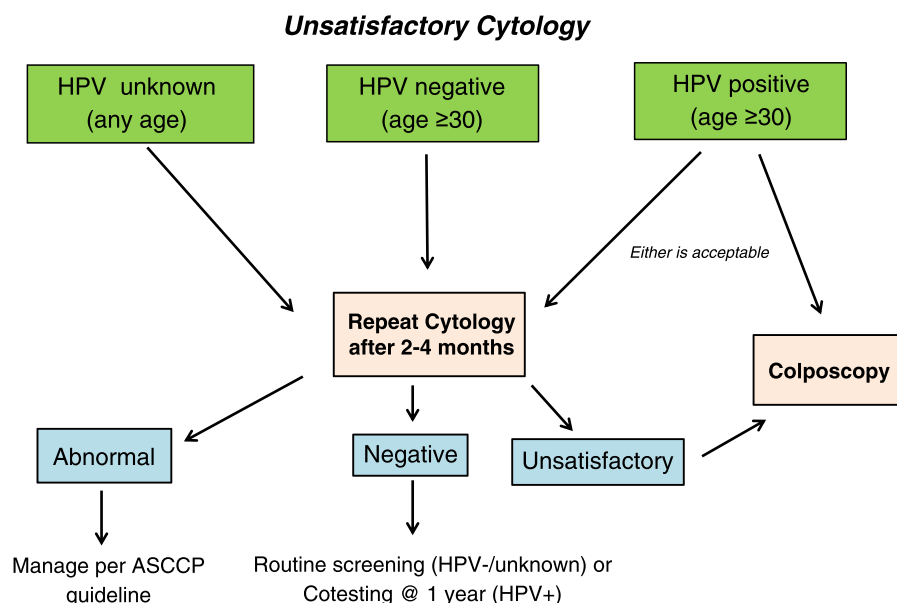 Unsatisfactory Cytology
HPV unknown
(any age)
HPV negative
(age ≥30)
HPV positive
(age ≥30)
Either is acceptable
Repeat Cytology
after 2-4 months
Colposcopy
Abnormal
Negative
Unsatisfactory
Manage per ASCCP
guideline
Routine screening (HPV-/unknown) or
Cotesting @ 1 year (HPV+)